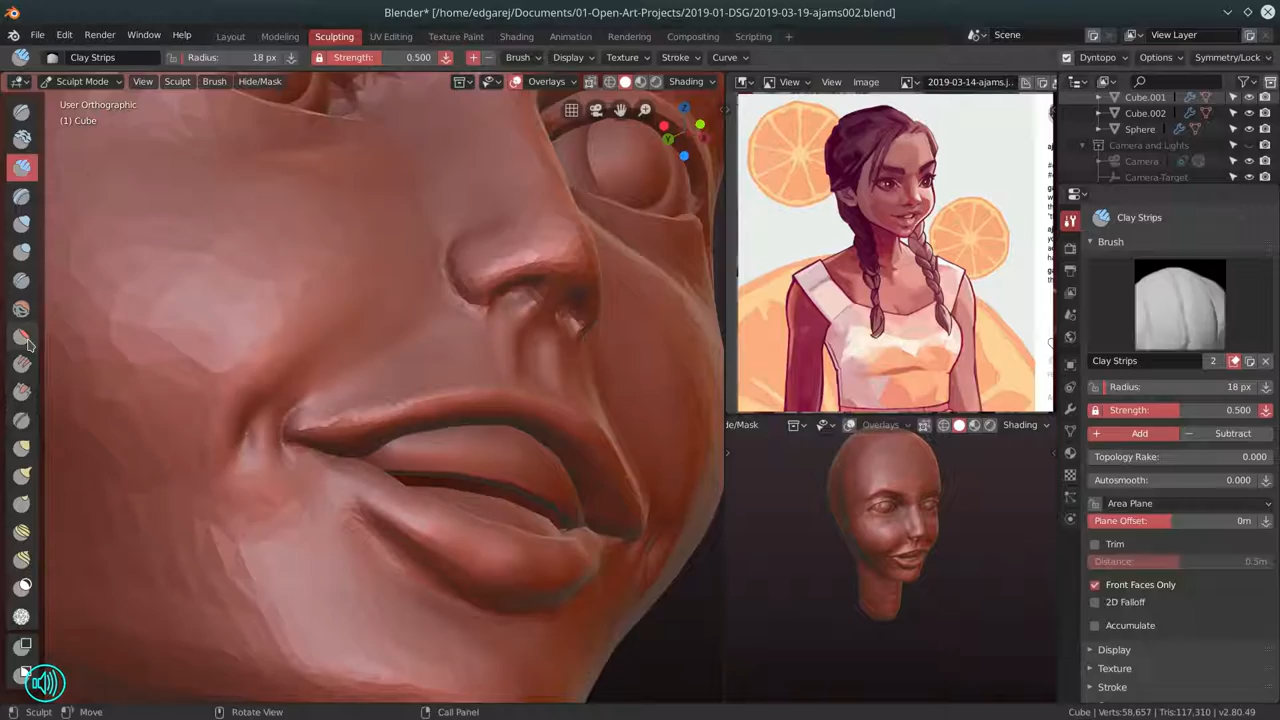 Blender* [/home/edgarej/Documents/01-Open-Art-Projects/2019-01-DSG/2019-03-19-ajams002.blend]
File Edit Render Window Help Layout Modeling Sculpting UV Editing Texture Paint Shading Animation Rendering Compositing Scripting + Scene View Layer
Clay Strips Radius: 18 px Strength: 0.500 Brush Display Texture Stroke Curve Dyntopo Options Symmetry/Lock
Sculpt Mode View Sculpt Brush Hide/Mask Overlays Shading View View Image 2019-03-14-ajams.j..
User Orthographic
(1) Cube
Cube.001
Cube.002
Sphere
Camera and Lights
Camera
Camera-Target
Clay Strips
Brush
Clay Strips 2
Radius: 18 px
Strength: 0.500
Add Subtract
Topology Rake: 0.000
Autosmooth: 0.000
Area Plane
Plane Offset: 0m
Trim
Distance: 0.5m
Front Faces Only
2D Falloff
Accumulate
Display
Texture
Stroke
de/Mask Overlays Shading
Sculpt Move Rotate View Call Panel Cube | Verts:58,657 | Tris:117,310 | v2.80.49